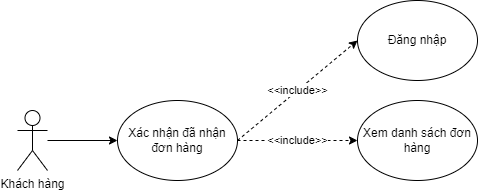 Đăng nhập
<<include>>
Xác nhận đã nhận
đơn hàng
<<include>>
Xem danh sách đơn
hàng
Khách hàng